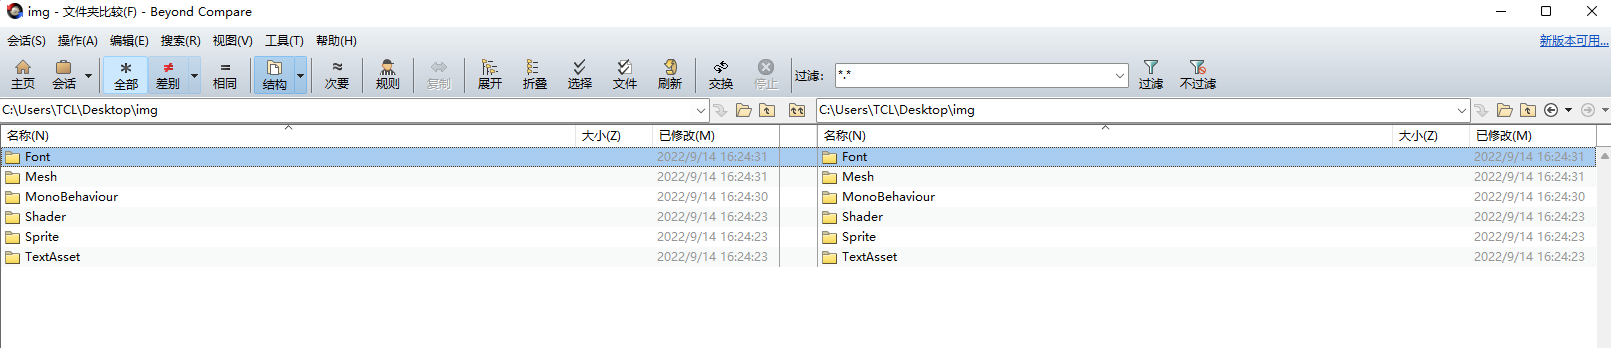 img - 文件夹比较(F) - Beyond Compare
会话(S) 操作(A) 编辑(E) 搜索(R) 视图(V) 工具(T) 帮助(H) 新版本可用...
主页 会话 全部 差别 相同 结构 次要 规则 复制 展开 折叠 选择 文件 刷新 交换 停止 过滤: *.* 过滤 不过滤
C:\Users\TCL\Desktop\img C:\Users\TCL\Desktop\img
名称(N) 大小(Z) 已修改(M) 名称(N) 大小(Z) 已修改(M)
Font 2022/9/14 16:24:31 Font 2022/9/14 16:24:31
Mesh 2022/9/14 16:24:31 Mesh 2022/9/14 16:24:31
MonoBehaviour 2022/9/14 16:24:30 MonoBehaviour 2022/9/14 16:24:30
Shader 2022/9/14 16:24:23 Shader 2022/9/14 16:24:23
Sprite 2022/9/14 16:24:23 Sprite 2022/9/14 16:24:23
TextAsset 2022/9/14 16:24:23 TextAsset 2022/9/14 16:24:23